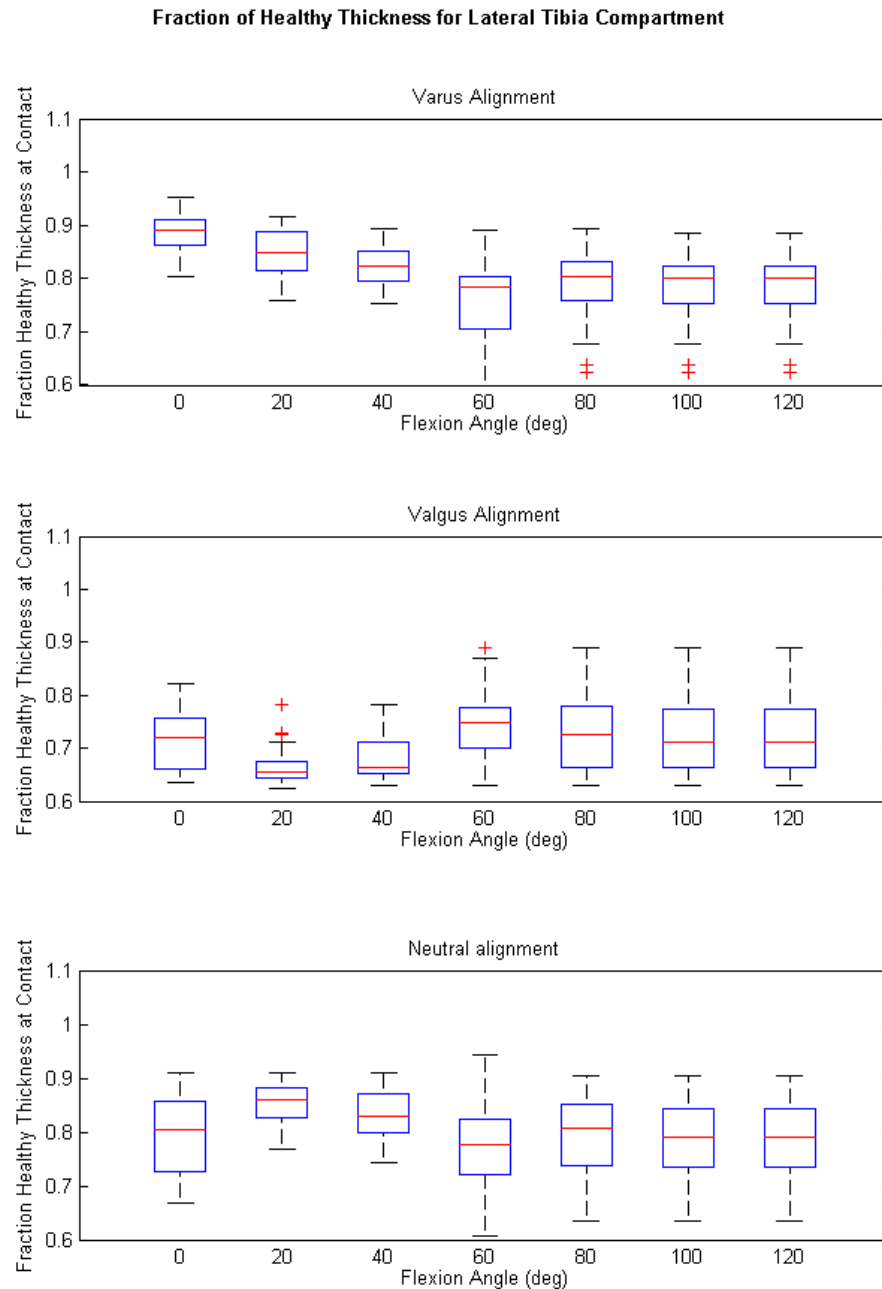 Fraction of Healthy Thickness for Lateral Tibia Compartment
Varus Alignment
Fraction Healthy Thickness at Contact
1.1
1
0.9
0.8
0.7
0.6
0 20 40 60 80 100 120
Flexion Angle (deg)
Valgus Alignment
Fraction Healthy Thickness at Contact
1.1
1
0.9
0.8
0.7
0.6
0 20 40 60 80 100 120
Flexion Angle (deg)
Neutral alignment
Fraction Healthy Thickness at Contact
1.1
1
0.9
0.8
0.7
0.6
0 20 40 60 80 100 120
Flexion Angle (deg)